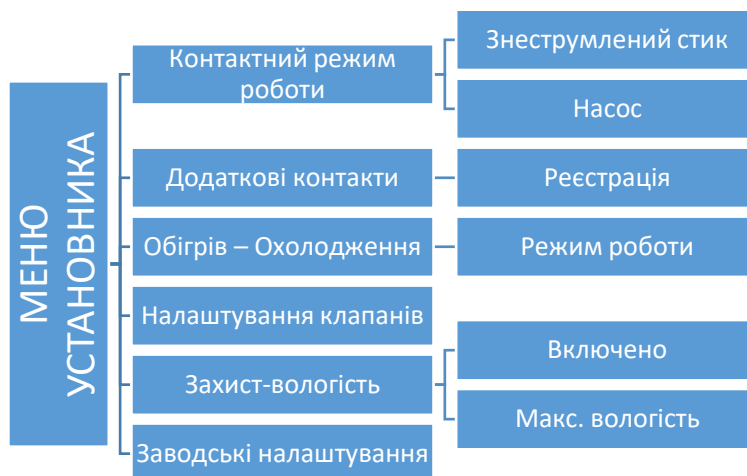 МЕНЮ
УСТАНОВНИКА
Контактний режим
роботи
Знеструмлений стик
Насос
Додаткові контакти
Реєстрація
Обігрів – Охолодження
Режим роботи
Налаштування клапанів
Захист-вологість
Включено
Макс. вологість
Заводські налаштування